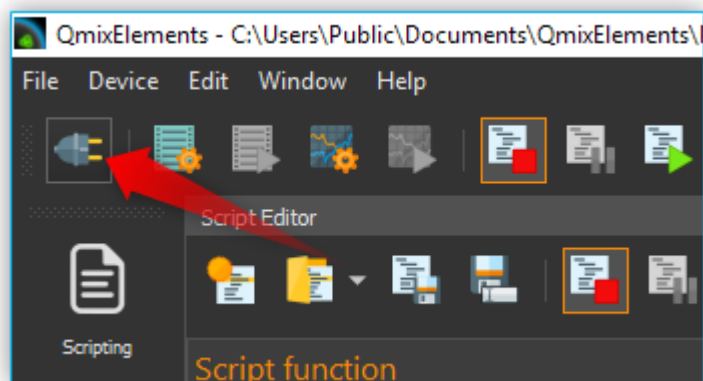 QmixElements - C:\Users\Public\Documents\QmixElements\
File Device Edit Window Help
Script Editor
Scripting
Script function